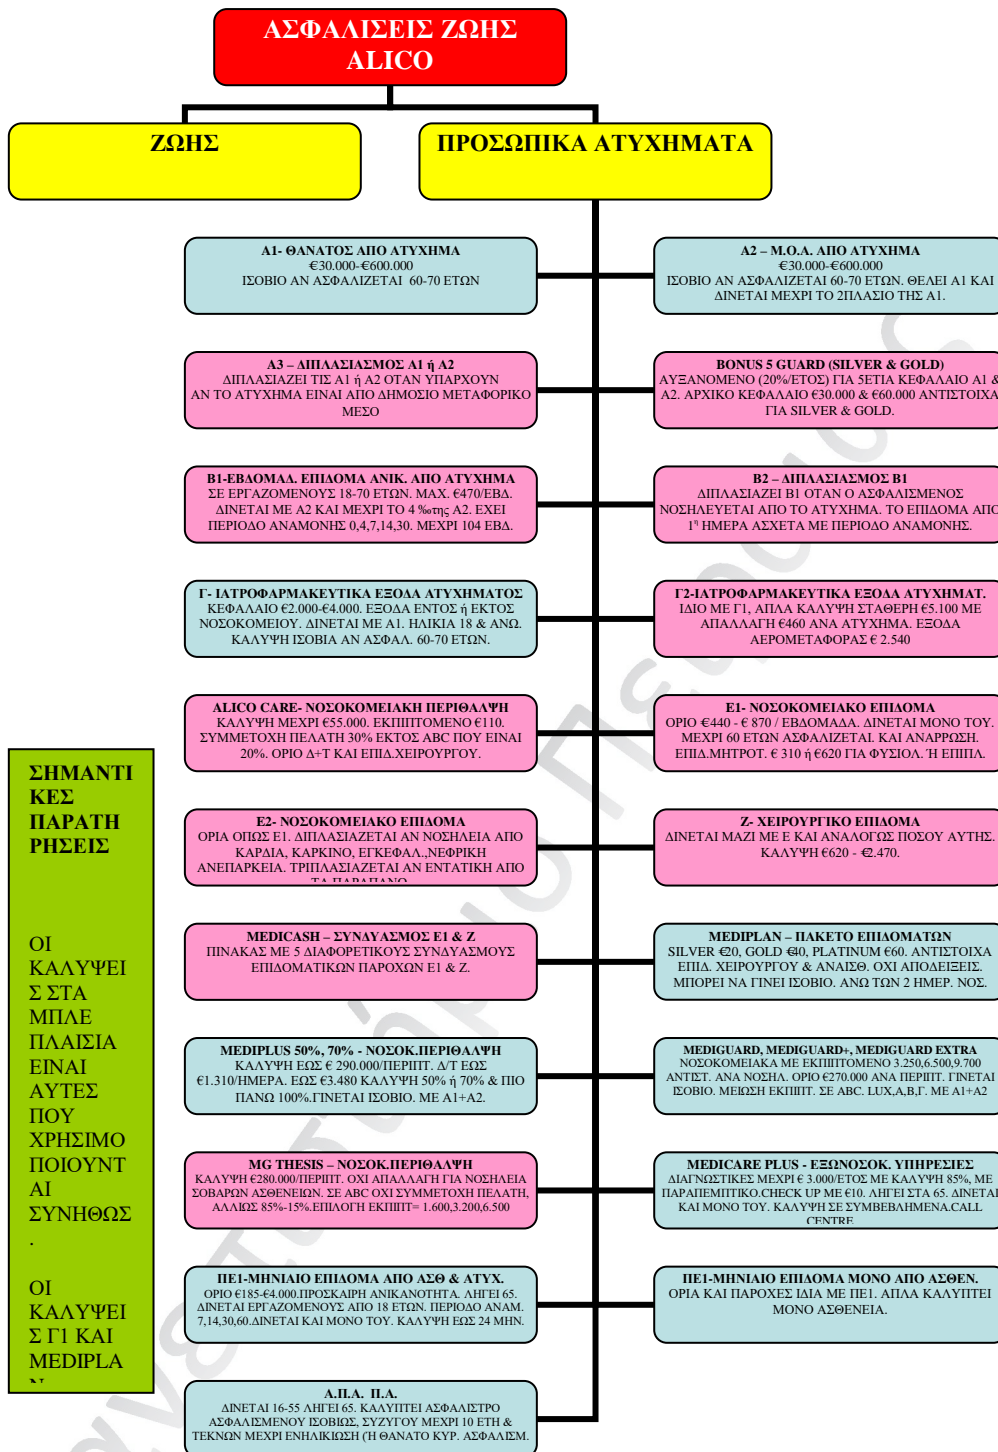 ΑΣΦΑΛΙΣΕΙΣ ΖΩΗΣ
ALICO
ΖΩΗΣ
ΠΡΟΣΩΠΙΚΑ ΑΤΥΧΗΜΑΤΑ
Α1- ΘΑΝΑΤΟΣ ΑΠΟ ΑΤΥΧΗΜΑ
€30.000-€600.000
ΙΣΟΒΙΟ ΑΝ ΑΣΦΑΛΙΖΕΤΑΙ 60-70 ΕΤΩΝ
Α2 – Μ.Ο.Α. ΑΠΟ ΑΤΥΧΗΜΑ
€30.000-€600.000
ΙΣΟΒΙΟ ΑΝ ΑΣΦΑΛΙΖΕΤΑΙ 60-70 ΕΤΩΝ. ΘΕΛΕΙ Α1 ΚΑΙ
ΔΙΝΕΤΑΙ ΜΕΧΡΙ ΤΟ 2ΠΛΑΣΙΟ ΤΗΣ Α1.
Α3 – ΔΙΠΛΑΣΙΑΣΜΟΣ Α1 ή Α2
ΔΙΠΛΑΣΙΑΖΕΙ ΤΙΣ Α1 ή Α2 ΟΤΑΝ ΥΠΑΡΧΟΥΝ
ΑΝ ΤΟ ΑΤΥΧΗΜΑ ΕΙΝΑΙ ΑΠΟ ΔΗΜΟΣΙΟ ΜΕΤΑΦΟΡΙΚΟ
ΜΕΣΟ
BONUS 5 GUARD (SILVER & GOLD)
ΑΥΞΑΝΟΜΕΝΟ (20%/ΕΤΟΣ) ΓΙΑ 5ΕΤΙΑ ΚΕΦΑΛΑΙΟ Α1 &
Α2. ΑΡΧΙΚΟ ΚΕΦΑΛΑΙΟ €30.000 & €60.000 ΑΝΤΙΣΤΟΙΧΑ
ΓΙΑ SILVER & GOLD.
Β1-ΕΒΔΟΜΑΔ. ΕΠΙΔΟΜΑ ΑΝΙΚ. ΑΠΟ ΑΤΥΧΗΜΑ
ΣΕ ΕΡΓΑΖΟΜΕΝΟΥΣ 18-70 ΕΤΩΝ. MAX. €470/ΕΒΔ.
ΔΙΝΕΤΑΙ ΜΕ Α2 ΚΑΙ ΜΕΧΡΙ ΤΟ 4 ‰της Α2. ΕΧΕΙ
ΠΕΡΙΟΔΟ ΑΝΑΜΟΝΗΣ 0,4,7,14,30. ΜΕΧΡΙ 104 ΕΒΔ.
Β2 – ΔΙΠΛΑΣΙΑΣΜΟΣ Β1
ΔΙΠΛΑΣΙΑΖΕΙ Β1 ΟΤΑΝ Ο ΑΣΦΑΛΙΣΜΕΝΟΣ
ΝΟΣΗΛΕΥΕΤΑΙ ΑΠΟ ΤΟ ΑΤΥΧΗΜΑ. ΤΟ ΕΠΙΔΟΜΑ ΑΠΟ
1η ΗΜΕΡΑ ΑΣΧΕΤΑ ΜΕ ΠΕΡΙΟΔΟ ΑΝΑΜΟΝΗΣ.
Γ- ΙΑΤΡΟΦΑΡΜΑΚΕΥΤΙΚΑ ΕΞΟΔΑ ΑΤΥΧΗΜΑΤΟΣ
ΚΕΦΑΛΑΙΟ €2.000-€4.000. ΕΞΟΔΑ ΕΝΤΟΣ ή ΕΚΤΟΣ
ΝΟΣΟΚΟΜΕΙΟΥ. ΔΙΝΕΤΑΙ ΜΕ Α1. ΗΛΙΚΙΑ 18 & ΑΝΩ.
ΚΑΛΥΨΗ ΙΣΟΒΙΑ ΑΝ ΑΣΦΑΛ. 60-70 ΕΤΩΝ.
Γ2-ΙΑΤΡΟΦΑΡΜΑΚΕΥΤΙΚΑ ΕΞΟΔΑ ΑΤΥΧΗΜΑΤ.
ΙΔΙΟ ΜΕ Γ1, ΑΠΛΑ ΚΑΛΥΨΗ ΣΤΑΘΕΡΗ €5.100 ΜΕ
ΑΠΑΛΛΑΓΗ €460 ΑΝΑ ΑΤΥΧΗΜΑ. ΕΞΟΔΑ
ΑΕΡΟΜΕΤΑΦΟΡΑΣ € 2.540
ALICO CARE- ΝΟΣΟΚΟΜΕΙΑΚΗ ΠΕΡΙΘΑΛΨΗ
ΚΑΛΥΨΗ ΜΕΧΡΙ €55.000. ΕΚΠΙΠΤΟΜΕΝΟ €110.
ΣΥΜΜΕΤΟΧΗ ΠΕΛΑΤΗ 30% ΕΚΤΟΣ ABC ΠΟΥ ΕΙΝΑΙ
20%. ΟΡΙΟ Δ+Τ ΚΑΙ ΕΠΙΔ.ΧΕΙΡΟΥΡΓΟΥ.
Ε1- ΝΟΣΟΚΟΜΕΙΑΚΟ ΕΠΙΔΟΜΑ
ΟΡΙΟ €440 - € 870 / ΕΒΔΟΜΑΔΑ. ΔΙΝΕΤΑΙ ΜΟΝΟ ΤΟΥ.
ΜΕΧΡΙ 60 ΕΤΩΝ ΑΣΦΑΛΙΖΕΤΑΙ. ΚΑΙ ΑΝΑΡΡΩΣΗ.
ΕΠΙΔ.ΜΗΤΡΟΤ. € 310 ή €620 ΓΙΑ ΦΥΣΙΟΛ. Ή ΕΠΙΠΛ.
Ε2- ΝΟΣΟΚΟΜΕΙΑΚΟ ΕΠΙΔΟΜΑ
ΟΡΙΑ ΟΠΩΣ Ε1. ΔΙΠΛΑΣΙΑΖΕΤΑΙ ΑΝ ΝΟΣΗΛΕΙΑ ΑΠΟ
ΚΑΡΔΙΑ, ΚΑΡΚΙΝΟ, ΕΓΚΕΦΑΛ.,ΝΕΦΡΙΚΗ
ΑΝΕΠΑΡΚΕΙΑ. ΤΡΙΠΛΑΣΙΑΖΕΤΑΙ ΑΝ ΕΝΤΑΤΙΚΗ ΑΠΟ
ΤΑ ΠΑΡΑΠΑΝΩ
Ζ- ΧΕΙΡΟΥΡΓΙΚΟ ΕΠΙΔΟΜΑ
ΔΙΝΕΤΑΙ ΜΑΖΙ ΜΕ Ε ΚΑΙ ΑΝΑΛΟΓΩΣ ΠΟΣΟΥ ΑΥΤΗΣ.
ΚΑΛΥΨΗ €620 - €2.470.
MEDICASH – ΣΥΝΔΥΑΣΜΟΣ Ε1 & Ζ
ΠΙΝΑΚΑΣ ΜΕ 5 ΔΙΑΦΟΡΕΤΙΚΟΥΣ ΣΥΝΔΥΑΣΜΟΥΣ
ΕΠΙΔΟΜΑΤΙΚΩΝ ΠΑΡΟΧΩΝ Ε1 & Ζ.
MEDIPLAN – ΠΑΚΕΤΟ ΕΠΙΔΟΜΑΤΩΝ
SILVER €20, GOLD €40, PLATINUM €60. ΑΝΤΙΣΤΟΙΧΑ
ΕΠΙΔ. ΧΕΙΡΟΥΡΓΟΥ & ΑΝΑΙΣΘ. ΟΧΙ ΑΠΟΔΕΙΞΕΙΣ.
ΜΠΟΡΕΙ ΝΑ ΓΙΝΕΙ ΙΣΟΒΙΟ. ΑΝΩ ΤΩΝ 2 ΗΜΕΡ. ΝΟΣ.
MEDIPLUS 50%, 70% - ΝΟΣΟΚ.ΠΕΡΙΘΑΛΨΗ
ΚΑΛΥΨΗ ΕΩΣ € 290.000/ΠΕΡΙΠΤ. Δ/Τ ΕΩΣ
€1.310/ΗΜΕΡΑ. ΕΩΣ €3.480 ΚΑΛΥΨΗ 50% ή 70% & ΠΙΟ
ΠΑΝΩ 100%.ΓΙΝΕΤΑΙ ΙΣΟΒΙΟ. ΜΕ Α1+Α2.
MEDIGUARD, MEDIGUARD+, MEDIGUARD EXTRA
ΝΟΣΟΚΟΜΕΙΑΚΟ ΜΕ ΕΚΠΙΠΤΟΜΕΝΟ 3.250,6.500,9.700
ΑΝΤΙΣΤ. ΑΝΑ ΝΟΣΗΛ. ΟΡΙΟ €270.000 ΑΝΑ ΠΕΡΙΠΤ. ΓΙΝΕΤΑΙ
ΙΣΟΒΙΟ. ΜΕΙΩΣΗ ΕΚΠΙΠΤ. ΣΕ ABC. LUX,Α,Β,Γ. ΜΕ Α1+Α2
MG THESIS – ΝΟΣΟΚ.ΠΕΡΙΘΑΛΨΗ
ΚΑΛΥΨΗ €280.000/ΠΕΡΙΠΤ. ΟΧΙ ΑΠΑΛΛΑΓΗ ΓΙΑ ΝΟΣΗΛΕΙΑ
ΣΟΒΑΡΩΝ ΑΣΘΕΝΕΙΩΝ. ΣΕ ABC ΟΧΙ ΣΥΜΜΕΤΟΧΗ ΠΕΛΑΤΗ,
ΑΛΛΙΩΣ 85%-15%.ΕΠΙΛΟΓΗ ΕΚΠΙΠΤ= 1.600,3.200,6.500
MEDICARE PLUS - ΕΞΩΝΟΣΟΚ. ΥΠΗΡΕΣΙΕΣ
ΔΙΑΓΝΩΣΤΙΚΕΣ ΜΕΧΡΙ € 3.000/ΕΤΟΣ ΜΕ ΚΑΛΥΨΗ 85%, ΜΕ
ΠΑΡΑΠΕΜΠΤΙΚΟ.CHECK UP ΜΕ €10. ΛΗΓΕΙ ΣΤΑ 65. ΔΙΝΕΤΑΙ
ΚΑΙ ΜΟΝΟ ΤΟΥ. ΚΑΛΥΨΗ ΣΕ ΣΥΜΒΕΒΛΗΜΕΝΑ.CALL
CENTRE
ΠΕ1-ΜΗΝΙΑΙΟ ΕΠΙΔΟΜΑ ΑΠΟ ΑΣΘ & ΑΤΥΧ.
ΟΡΙΟ €185-€4.000.ΠΡΟΣΚΑΙΡΗ ΑΝΙΚΑΝΟΤΗΤΑ. ΛΗΓΕΙ 65.
ΔΙΝΕΤΑΙ ΕΡΓΑΖΟΜΕΝΟΥΣ ΑΠΟ 18 ΕΤΩΝ. ΠΕΡΙΟΔΟ ΑΝΑΜ.
7,14,30,60.ΔΙΝΕΤΑΙ ΚΑΙ ΜΟΝΟ ΤΟΥ. ΚΑΛΥΨΗ ΕΩΣ 24 ΜΗΝ.
ΠΕ1-ΜΗΝΙΑΙΟ ΕΠΙΔΟΜΑ ΜΟΝΟ ΑΠΟ ΑΣΘΕΝ.
ΟΡΙΑ ΚΑΙ ΠΑΡΟΧΕΣ ΙΔΙΑ ΜΕ ΠΕ1. ΑΠΛΑ ΚΑΛΥΠΤΕΙ
ΜΟΝΟ ΑΣΘΕΝΕΙΑ.
Α.Π.Α. Π.Α.
ΔΙΝΕΤΑΙ 16-55 ΛΗΓΕΙ 65. ΚΑΛΥΠΤΕΙ ΑΣΦΑΛΙΣΤΡΟ
ΑΣΦΑΛΙΣΜΕΝΟΥ ΙΣΟΒΙΩΣ, ΣΥΖΥΓΟΥ ΜΕΧΡΙ 10 ΕΤΗ &
ΤΕΚΝΩΝ ΜΕΧΡΙ ΕΝΗΛΙΚΙΩΣΗ (Ή ΘΑΝΑΤΟ ΚΥΡ. ΑΣΦΑΛΙΣΜ.
ΣΗΜΑΝΤΙ
ΚΕΣ
ΠΑΡΑΤΗ
ΡΗΣΕΙΣ
ΟΙ
ΚΑΛΥΨΕΙ
Σ ΣΤΑ
ΜΠΛΕ
ΠΛΑΙΣΙΑ
ΕΙΝΑΙ
ΑΥΤΕΣ
ΠΟΥ
ΧΡΗΣΙΜΟ
ΠΟΙΟΥΝΤ
ΑΙ
ΣΥΝΗΘΩΣ
.
ΟΙ
ΚΑΛΥΨΕΙ
Σ Γ1 ΚΑΙ
MEDIPLA
N